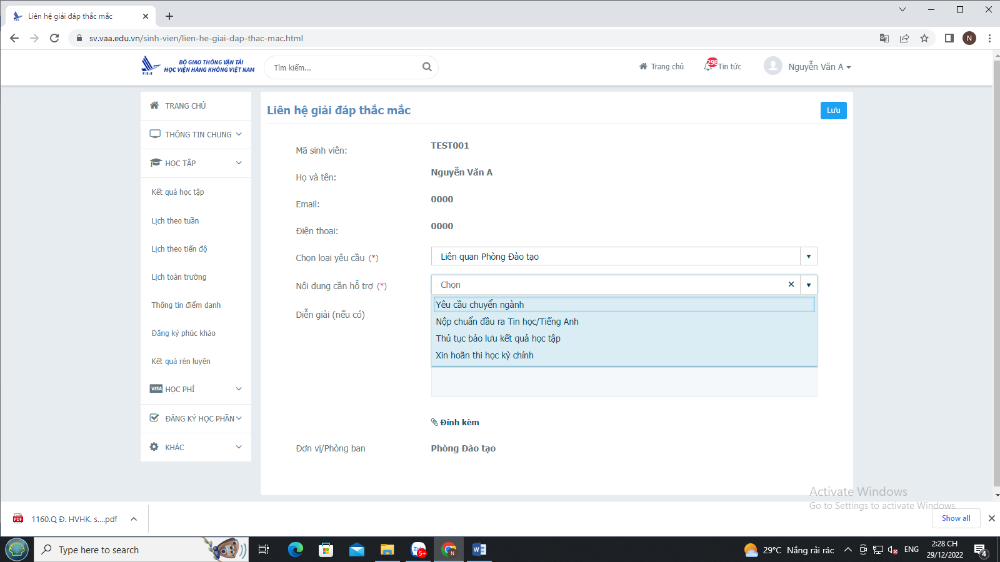 Liên hệ giải đáp thắc mắc
sv.vaa.edu.vn/sinh-vien/lien-he-giai-dap-thac-mac.html
N
VAA
BỘ GIAO THÔNG VẬN TẢI
HỌC VIỆN HÀNG KHÔNG VIỆT NAM
Tìm kiếm...
Trang chủ
298
Tin tức
Nguyễn Văn A
TRANG CHỦ
THÔNG TIN CHUNG
HỌC TẬP
Kết quả học tập
Lịch theo tuần
Lịch theo tiến độ
Lịch toàn trường
Thông tin điểm danh
Đăng ký phúc khảo
Kết quả rèn luyện
VISA HỌC PHÍ
ĐĂNG KÝ HỌC PHẦN
KHÁC
Liên hệ giải đáp thắc mắc
Lưu
Mã sinh viên: TEST001
Họ và tên: Nguyễn Văn A
Email: 0000
Điện thoại: 0000
Chọn loại yêu cầu (*) Liên quan Phòng Đào tạo
Nội dung cần hỗ trợ (*) Chọn
Yêu cầu chuyển ngành
Nộp chuẩn đầu ra Tin học/Tiếng Anh
Thủ tục bảo lưu kết quả học tập
Xin hoãn thi học kỳ chính
Diễn giải (nếu có)
Đính kèm
Đơn vị/Phòng ban Phòng Đào tạo
Activate Windows
Go to Settings to activate Windows.
PDF 1160.Q Đ. HVHK. s....pdf
Show all
Type here to search
Zalo
5+
N
W
29°C Nắng rải rác
ENG
2:28 CH
29/12/2022
4